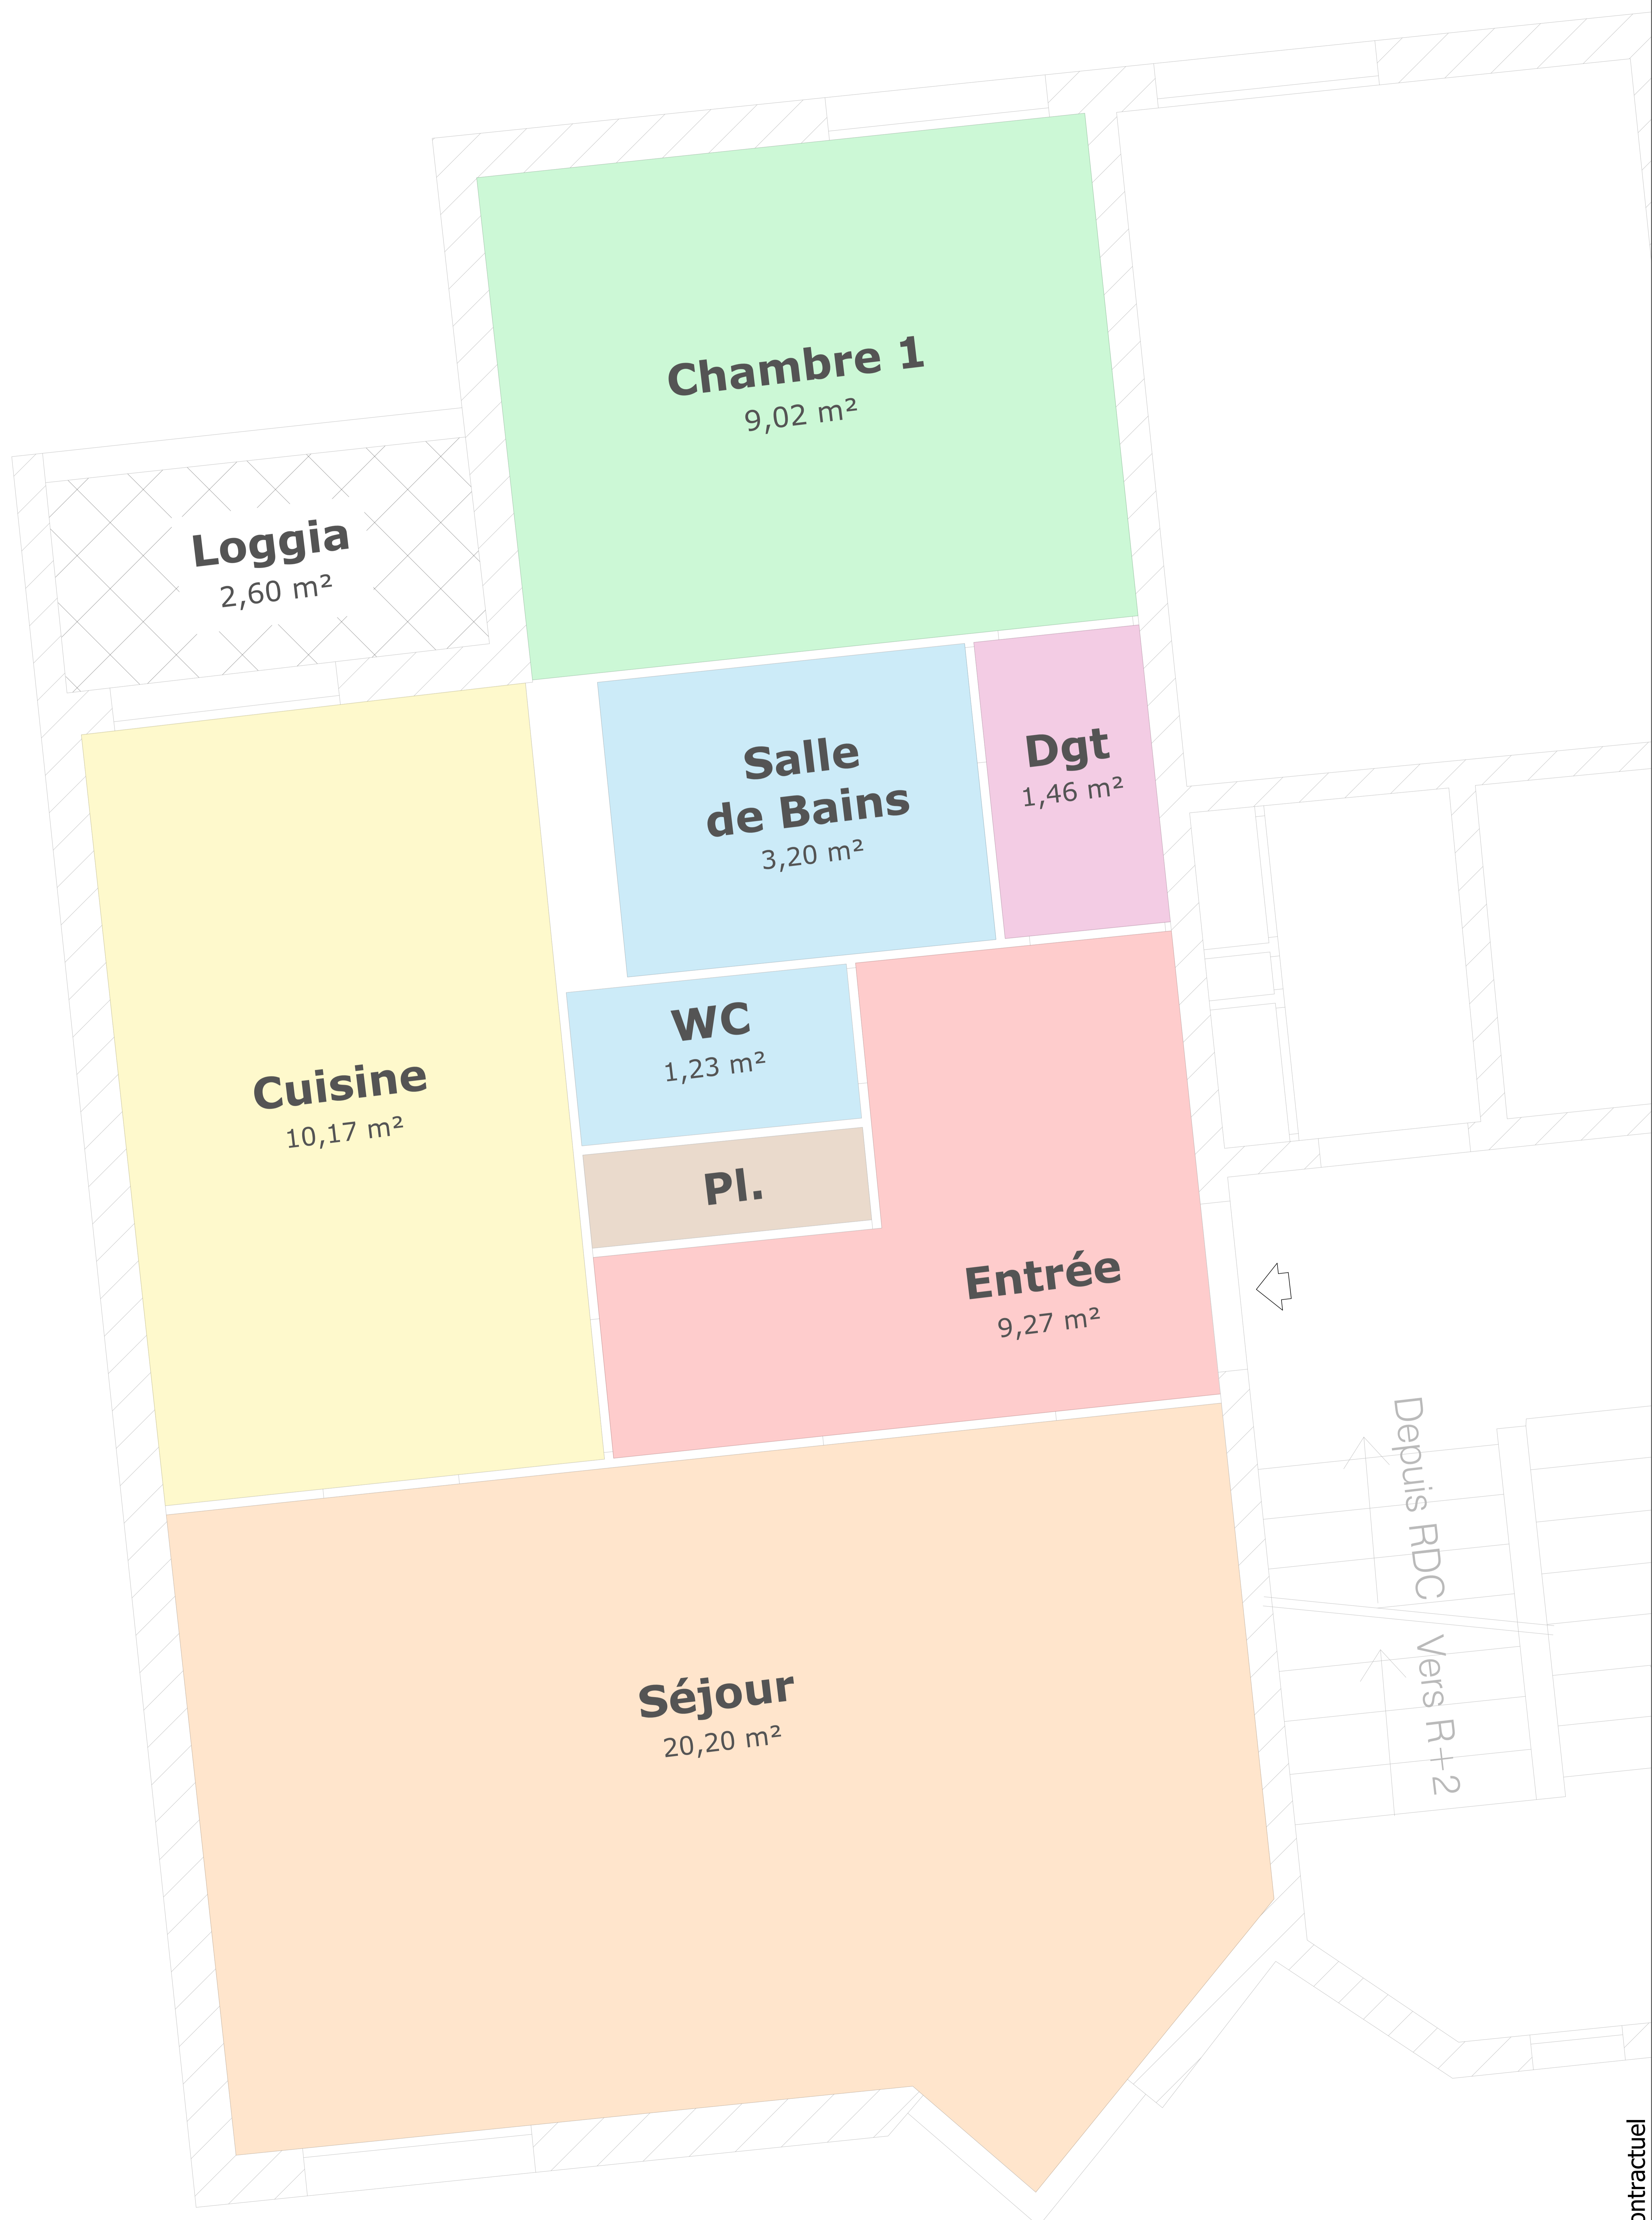 Chambre 1
9,02 m²
Loggia
2,60 m²
Salle
de Bains
3,20 m²
Dgt
1,46 m²
WC
1,23 m²
Cuisine
10,17 m²
Pl.
Entrée
9,27 m²
Depuis RDC
Vers R+2
Séjour
20,20 m²
ontractuel